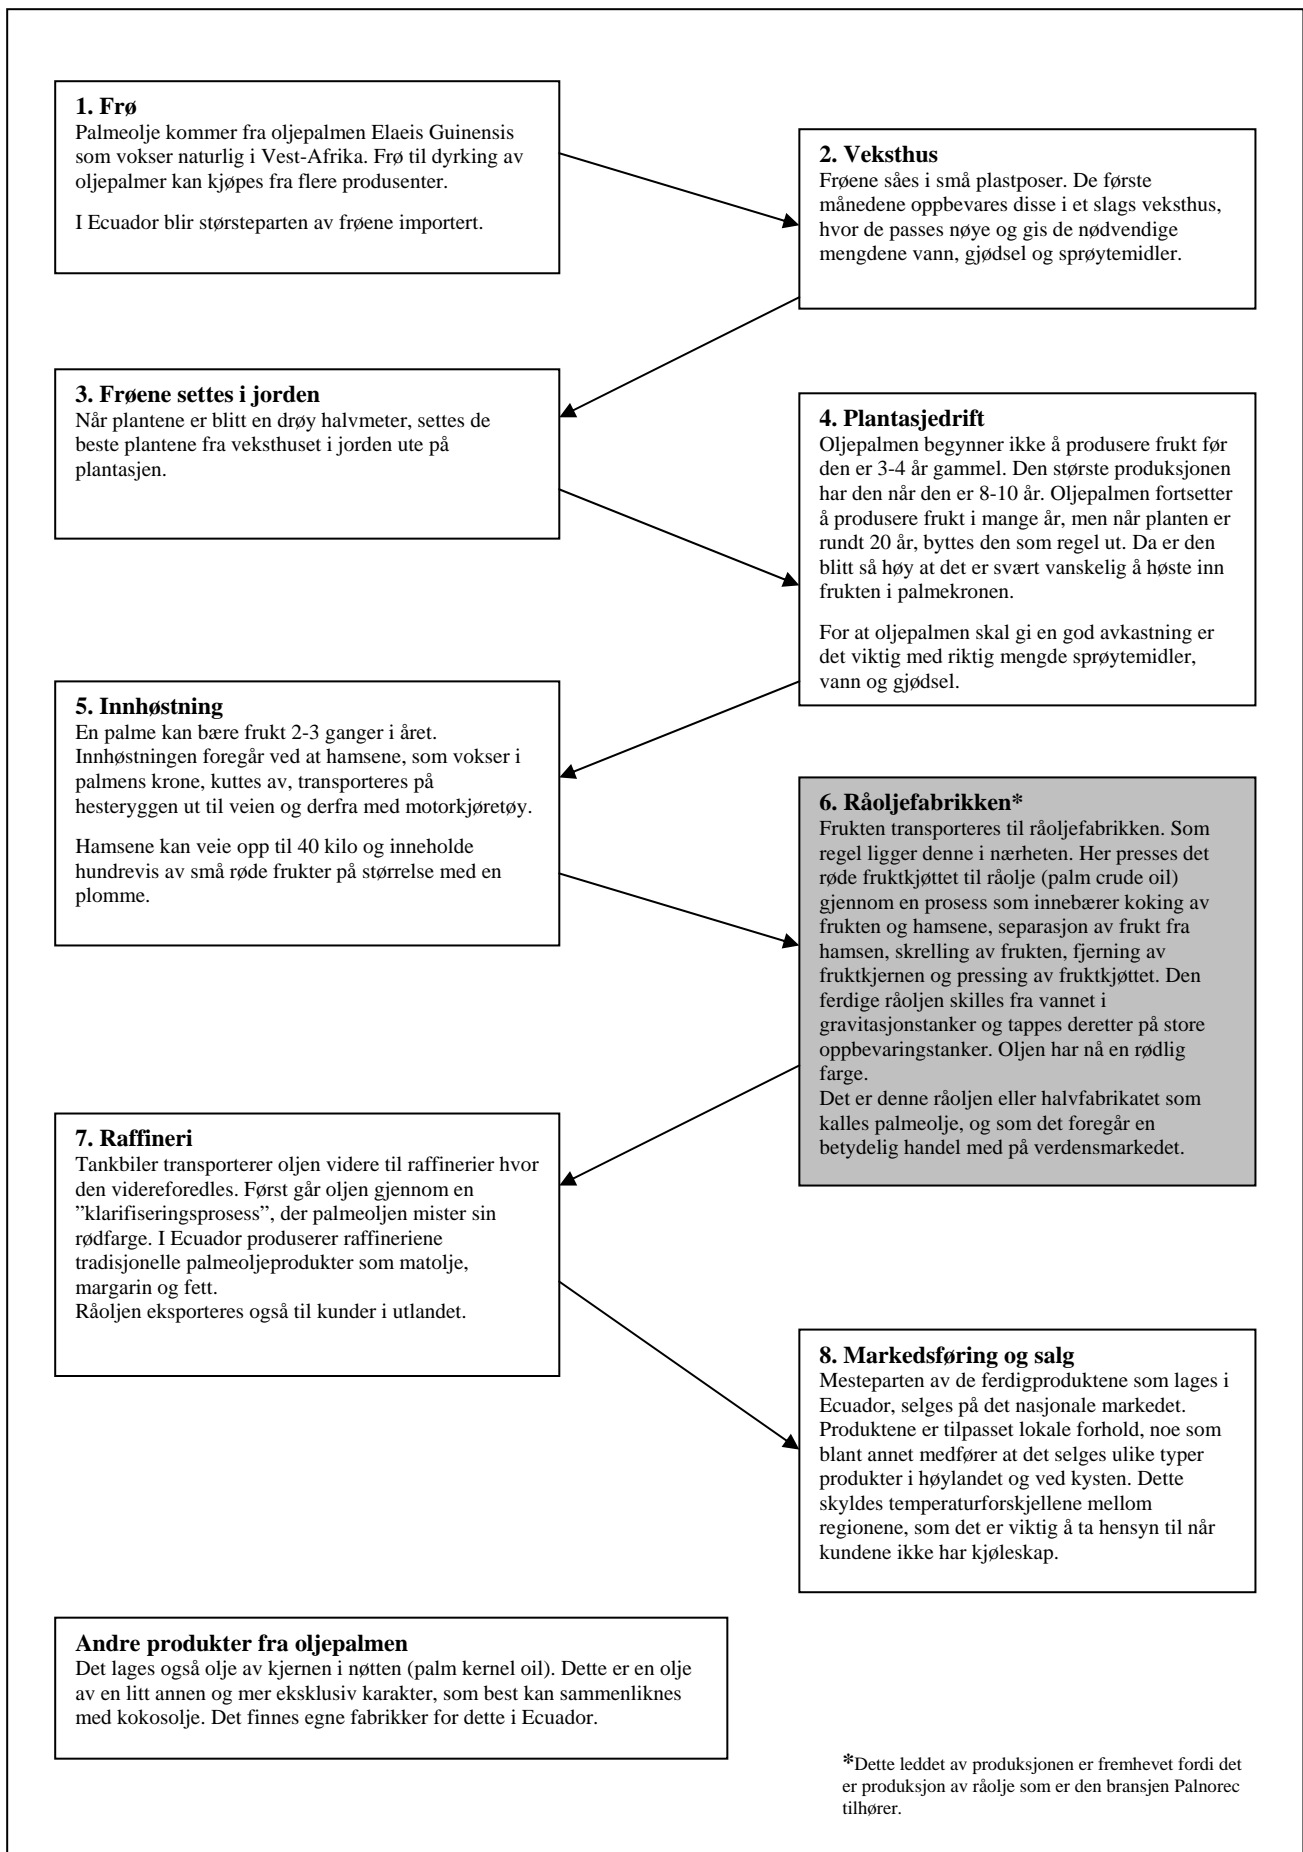 1. Frø
Palmeolje kommer fra oljepalmen Elaeis Guinensis
som vokser naturlig i Vest-Afrika. Frø til dyrking av
oljepalmer kan kjøpes fra flere produsenter.
I Ecuador blir størsteparten av frøene importert.
2. Veksthus
Frøene såes i små plastposer. De første
månedene oppbevares disse i et slags veksthus,
hvor de passes nøye og gis de nødvendige
mengdene vann, gjødsel og sprøytemidler.
3. Frøene settes i jorden
Når plantene er blitt en drøy halvmeter, settes de
beste plantene fra veksthuset i jorden ute på
plantasjen.
4. Plantasjedrift
Oljepalmen begynner ikke å produsere frukt før
den er 3-4 år gammel. Den største produksjonen
har den når den er 8-10 år. Oljepalmen fortsetter
å produsere frukt i mange år, men når planten er
rundt 20 år, byttes den som regel ut. Da er den
blitt så høy at det er svært vanskelig å høste inn
frukten i palmekronen.
For at oljepalmen skal gi en god avkastning er
det viktig med riktig mengde sprøytemidler,
vann og gjødsel.
5. Innhøstning
En palme kan bære frukt 2-3 ganger i året.
Innhøstningen foregår ved at hamsene, som vokser i
palmens krone, kuttes av, transporteres på
hesteryggen ut til veien og derfra med motorkjøretøy.
Hamsene kan veie opp til 40 kilo og inneholde
hundrevis av små røde frukter på størrelse med en
plomme.
6. Råoljefabrikken*
Frukten transporteres til råoljefabrikken. Som
regel ligger denne i nærheten. Her presses det
røde fruktkjøttet til råolje (palm crude oil)
gjennom en prosess som innebærer koking av
frukten og hamsene, separasjon av frukt fra
hamsen, skrelling av frukten, fjerning av
fruktkjernen og pressing av fruktkjøttet. Den
ferdige råoljen skilles fra vannet i
gravitasjonstanker og tappes deretter på store
oppbevaringstanker. Oljen har nå en rødlig
farge.
Det er denne råoljen eller halvfabrikatet som
kalles palmeolje, og som det foregår en
betydelig handel med på verdensmarkedet.
7. Raffineri
Tankbiler transporterer oljen videre til raffinerier hvor
den videreforedles. Først går oljen gjennom en
”klarifiseringsprosess”, der palmeoljen mister sin
rødfarge. I Ecuador produserer raffineriene
tradisjonelle palmeoljeprodukter som matolje,
margarin og fett.
Råoljen eksporteres også til kunder i utlandet.
8. Markedsføring og salg
Mesteparten av de ferdigproduktene som lages i
Ecuador, selges på det nasjonale markedet.
Produktene er tilpasset lokale forhold, noe som
blant annet medfører at det selges ulike typer
produkter i høylandet og ved kysten. Dette
skyldes temperaturforskjellene mellom
regionene, som det er viktig å ta hensyn til når
kundene ikke har kjøleskap.
Andre produkter fra oljepalmen
Det lages også olje av kjernen i nøtten (palm kernel oil). Dette er en olje
av en litt annen og mer eksklusiv karakter, som best kan sammenliknes
med kokosolje. Det finnes egne fabrikker for dette i Ecuador.
*Dette leddet av produksjonen er fremhevet fordi det
er produksjon av råolje som er den bransjen Palnorec
tilhører.